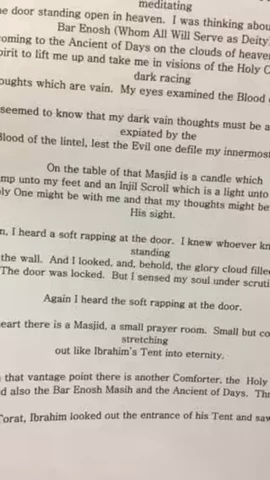 meditating
e door standing open in heaven. I was thinking abou
Bar Enosh (Whom All Will Serve as Deity
coming to the Ancient of Days on the clouds of heave
pirit to lift me up and take me in visions of the Holy C
dark racing
oughts which are vain. My eyes examined the Blood
seemed to know that my dark vain thoughts must be a
expiated by the
Blood of the lintel, lest the Evil one defile my innermos
On the table of that Masjid is a candle which
mp unto my feet and an Injil Scroll which is a light unto
ly One might be with me and that my thoughts might be
His sight.
n, I heard a soft rapping at the door. I knew whoever kn
standing
the wall. And I looked, and, behold, the glory cloud fille
The door was locked. But I sensed my soul under scruti
Again I heard the soft rapping at the door.
eart there is a Masjid, a small prayer room. Small but co
stretching
out like Ibrahim's Tent into eternity.
that vantage point there is another Comforter, the Holy
d also the Bar Enosh Masih and the Ancient of Days. Thr
Torat, Ibrahim looked out the entrance of his Tent and saw